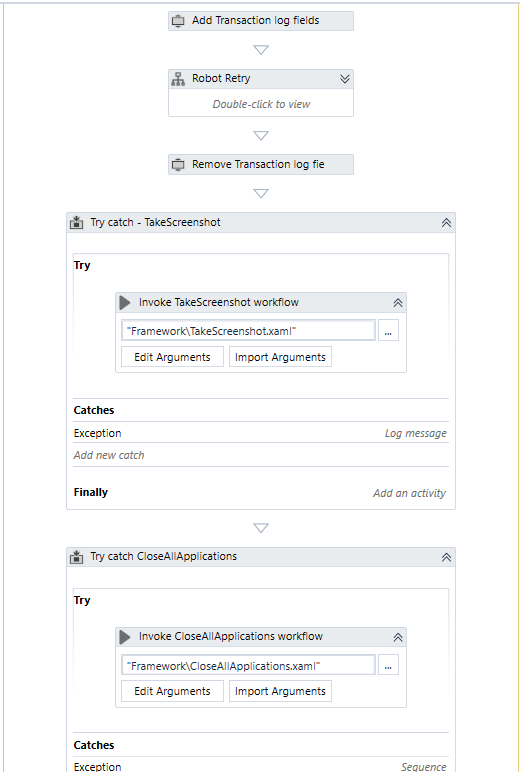 Add Transaction log fields
Robot Retry
Double-click to view
Remove Transaction log fie
Try catch - TakeScreenshot
Try
Invoke TakeScreenshot workflow
"Framework\TakeScreenshot.xaml"
...
Edit Arguments
Import Arguments
Catches
Exception
Log message
Add new catch
Finally
Add an activity
Try catch CloseAllApplications
Try
Invoke CloseAllApplications workflow
"Framework\CloseAllApplications.xaml"
...
Edit Arguments
Import Arguments
Catches
Exception
Sequence